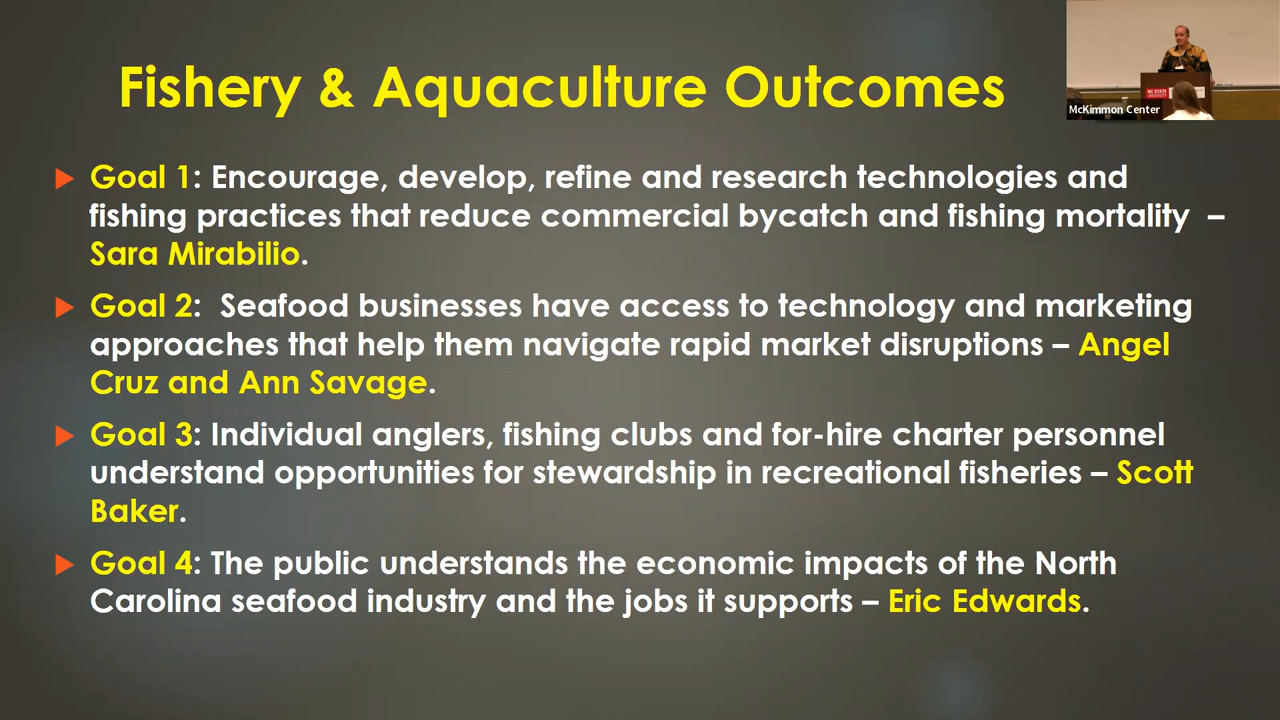 Fishery & Aquaculture Outcomes
McKimmon Center
Goal 1: Encourage, develop, refine and research technologies and
fishing practices that reduce commercial bycatch and fishing mortality –
Sara Mirabilio.
Goal 2: Seafood businesses have access to technology and marketing
approaches that help them navigate rapid market disruptions – Angel
Cruz and Ann Savage.
Goal 3: Individual anglers, fishing clubs and for-hire charter personnel
understand opportunities for stewardship in recreational fisheries – Scott
Baker.
Goal 4: The public understands the economic impacts of the North
Carolina seafood industry and the jobs it supports – Eric Edwards.